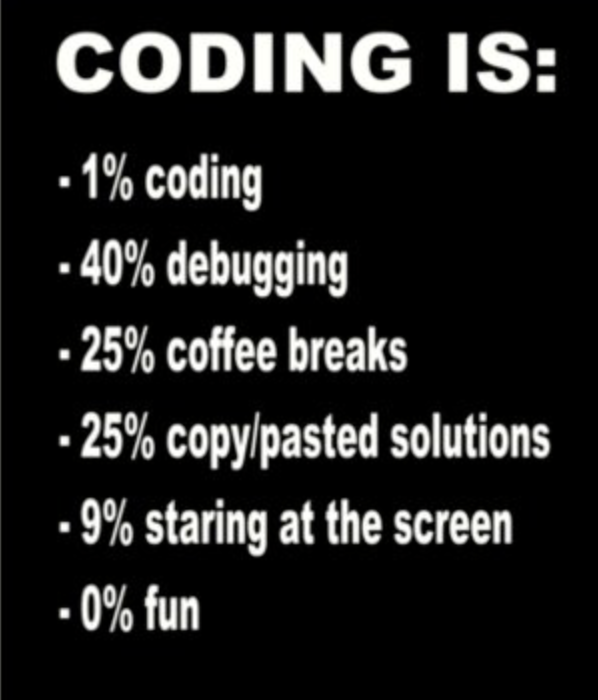 CODING IS:
- 1% coding
- 40% debugging
- 25% coffee breaks
- 25% copy/pasted solutions
- 9% staring at the screen
- 0% fun